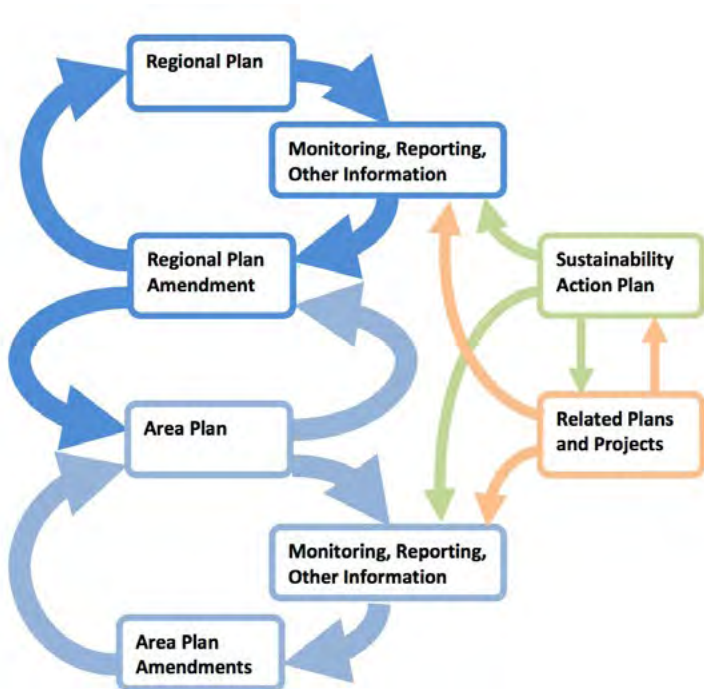 Regional Plan
Monitoring, Reporting,
Other Information
Regional Plan
Amendment
Sustainability
Action Plan
Area Plan
Related Plans
and Projects
Monitoring, Reporting,
Other Information
Area Plan
Amendments